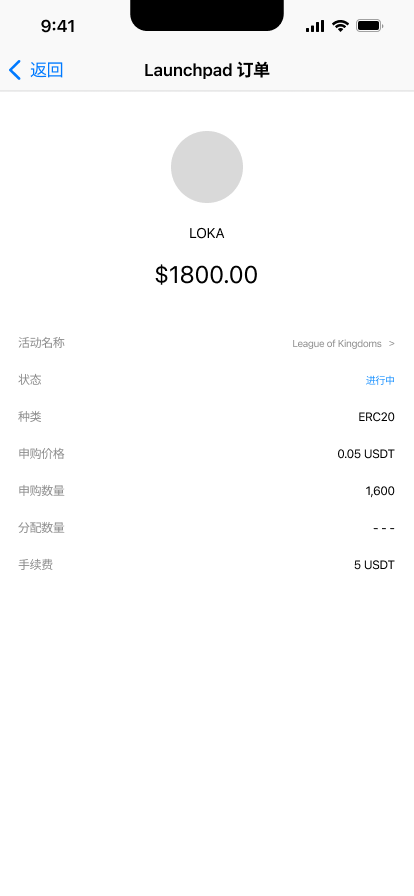 9:41
返回 Launchpad 订单
LOKA
$1800.00
活动名称 League of Kingdoms >
状态 进行中
种类 ERC20
申购价格 0.05 USDT
申购数量 1,600
分配数量 - - -
手续费 5 USDT